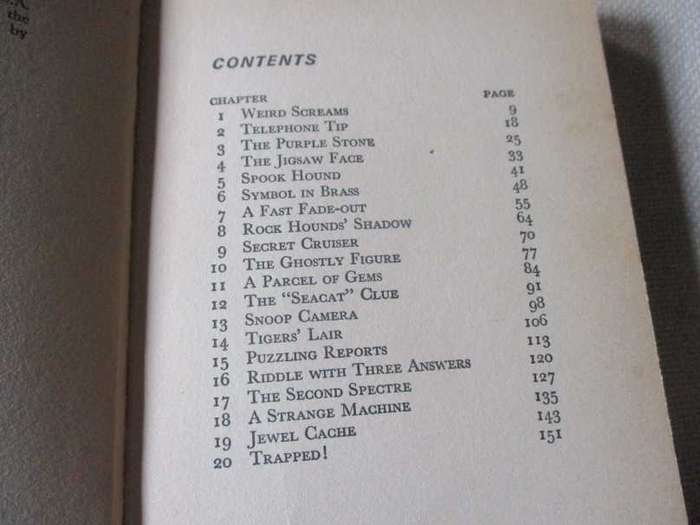 the
by
CONTENTS
CHAPTER PAGE
1 WEIRD SCREAMS 9
2 TELEPHONE TIP 18
3 THE PURPLE STONE 25
4 THE JIGSAW FACE 33
5 SPOOK HOUND 41
6 SYMBOL IN BRASS 48
7 A FAST FADE-OUT 55
8 ROCK HOUNDS' SHADOW 64
9 SECRET CRUISER 70
10 THE GHOSTLY FIGURE 77
11 A PARCEL OF GEMS 84
12 THE "SEACAT" CLUE 91
13 SNOOP CAMERA 98
14 TIGERS' LAIR 106
15 PUZZLING REPORTS 113
16 RIDDLE WITH THREE ANSWERS 120
17 THE SECOND SPECTRE 127
18 A STRANGE MACHINE 135
19 JEWEL CACHE 143
20 TRAPPED! 151